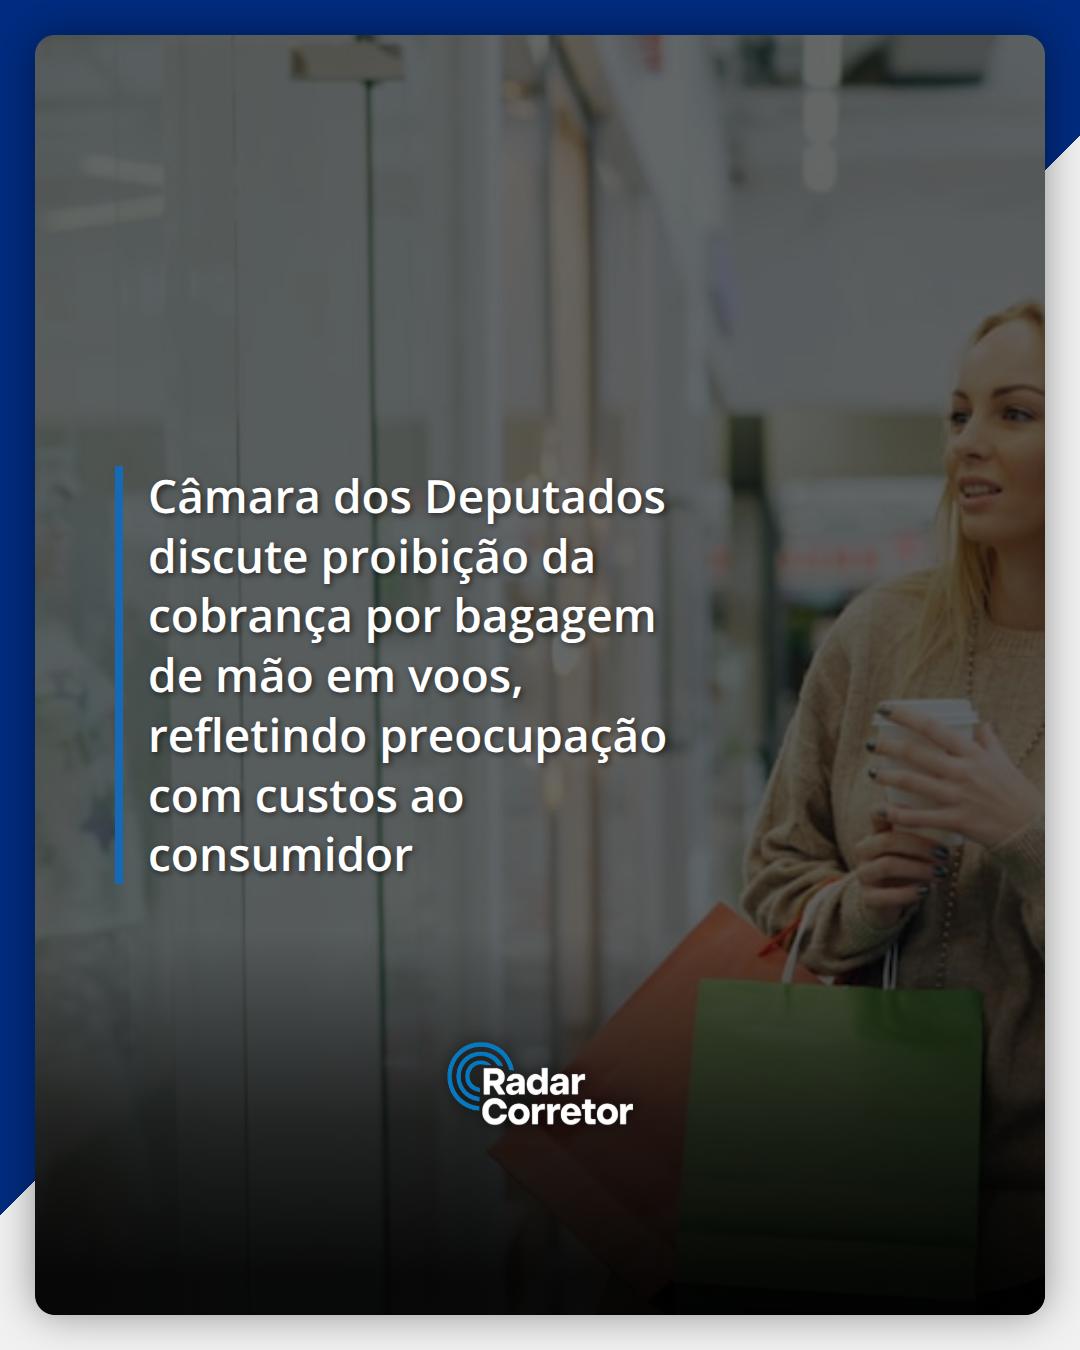 Câmara dos Deputados
discute proibição da
cobrança por bagagem
de mão em voos,
refletindo preocupação
com custos ao
consumidor
Radar
Corretor